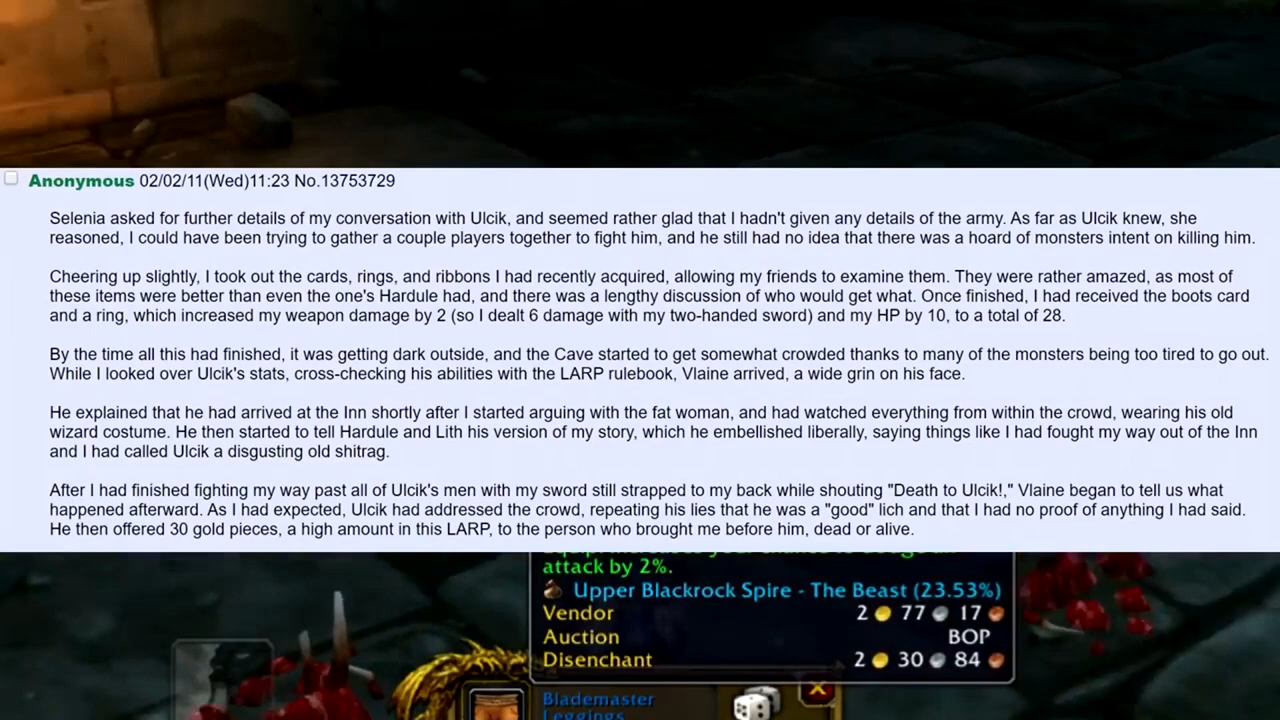 Anonymous 02/02/11(Wed)11:23 No.13753729
Selenia asked for further details of my conversation with Ulcik, and seemed rather glad that I hadn't given any details of the army. As far as Ulcik knew, she
reasoned, I could have been trying to gather a couple players together to fight him, and he still had no idea that there was a hoard of monsters intent on killing him.
Cheering up slightly, I took out the cards, rings, and ribbons I had recently acquired, allowing my friends to examine them. They were rather amazed, as most of
these items were better than even the one's Hardule had, and there was a lengthy discussion of who would get what. Once finished, I had received the boots card
and a ring, which increased my weapon damage by 2 (so I dealt 6 damage with my two-handed sword) and my HP by 10, to a total of 28.
By the time all this had finished, it was getting dark outside, and the Cave started to get somewhat crowded thanks to many of the monsters being too tired to go out.
While I looked over Ulcik's stats, cross-checking his abilities with the LARP rulebook, Vlaine arrived, a wide grin on his face.
He explained that he had arrived at the Inn shortly after I started arguing with the fat woman, and had watched everything from within the crowd, wearing his old
wizard costume. He then started to tell Hardule and Lith his version of my story, which he embellished liberally, saying things like I had fought my way out of the Inn
and I had called Ulcik a disgusting old shitrag.
After I had finished fighting my way past all of Ulcik's men with my sword still strapped to my back while shouting "Death to Ulcik!," Vlaine began to tell us what
happened afterward. As I had expected, Ulcik had addressed the crowd, repeating his lies that he was a "good" lich and that I had no proof of anything I had said.
He then offered 30 gold pieces, a high amount in this LARP, to the person who brought me before him, dead or alive.
attack by 2%.
Upper Blackrock Spire - The Beast (23.53%)
Vendor 2 77 17
Auction BOP
Disenchant 2 30 84
Blademaster
Leggings